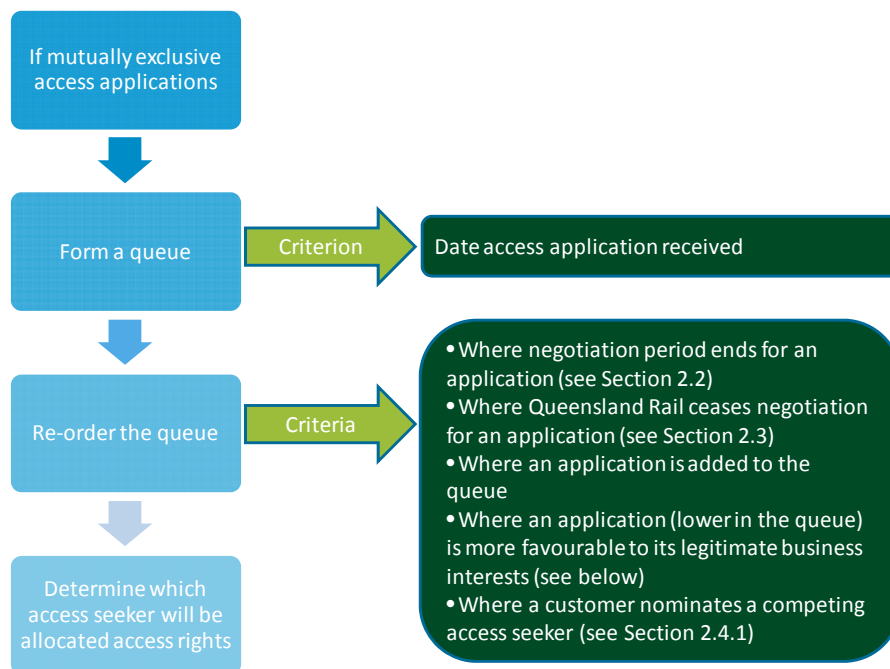 If mutually exclusive
access applications
Form a queue
Criterion
Date access application received
Re-order the queue
Criteria
•Where negotiation period ends for an
application (see Section 2.2)
•Where Queensland Rail ceases negotiation
for an application (see Section 2.3)
•Where an application is added to the
queue
•Where an application (lower in the queue)
is more favourable to its legitimate business
interests (see below)
•Where a customer nominates a competing
access seeker (see Section 2.4.1)
Determine which
access seeker will be
allocated access rights